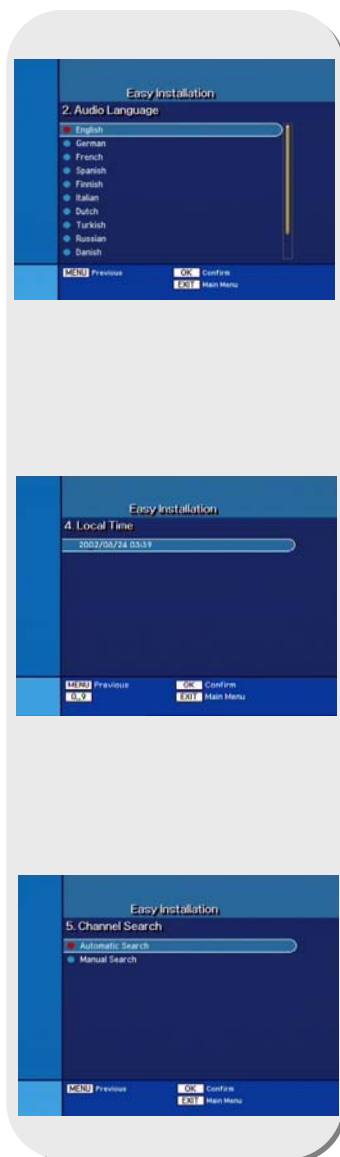 Easy Installation
2. Audio Language
English
German
French
Spanish
Finnish
Italian
Dutch
Turkish
Russian
Danish
MENU Previous OK Confirm
EXIT Main Menu
Easy Installation
4. Local Time
2002/08/24 03:39
MENU Previous OK Confirm
0..9 EXIT Main Menu
Easy Installation
5. Channel Search
Automatic Search
Manual Search
MENU Previous OK Confirm
EXIT Main Menu